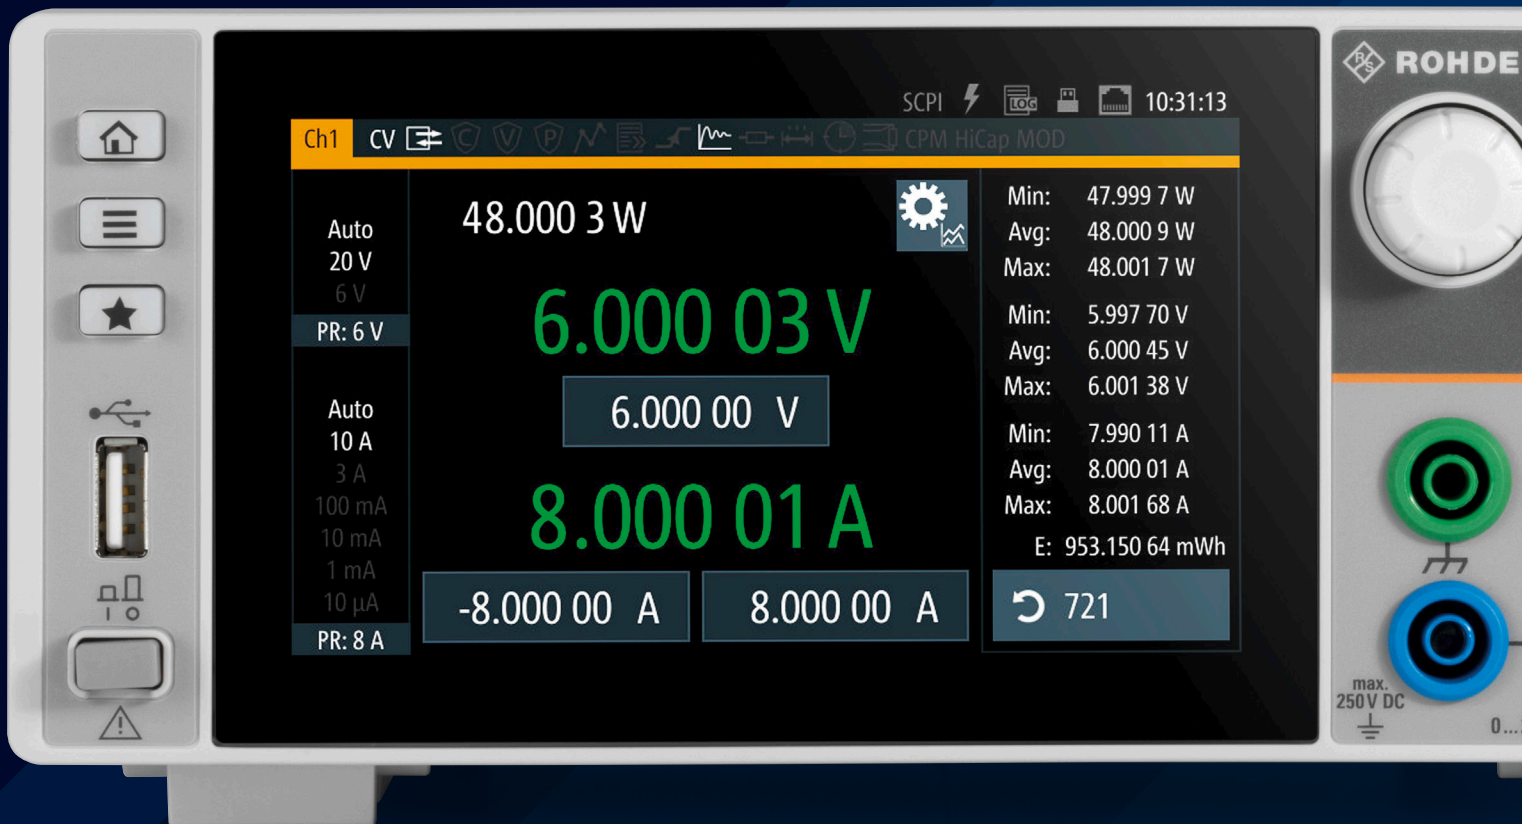 ROHDE
SCPI LOG 10:31:13
Ch1 CV C V P CPM HiCap MOD
Auto
20 V
6 V
PR: 6 V
Auto
10 A
3 A
100 mA
10 mA
1 mA
10 µA
PR: 8 A
48.000 3 W
6.000 03 V
6.000 00 V
8.000 01 A
-8.000 00 A
8.000 00 A
Min: 47.999 7 W
Avg: 48.000 9 W
Max: 48.001 7 W
Min: 5.997 70 V
Avg: 6.000 45 V
Max: 6.001 38 V
Min: 7.990 11 A
Avg: 8.000 01 A
Max: 8.001 68 A
E: 953.150 64 mWh
721
max.
250 V DC
0...